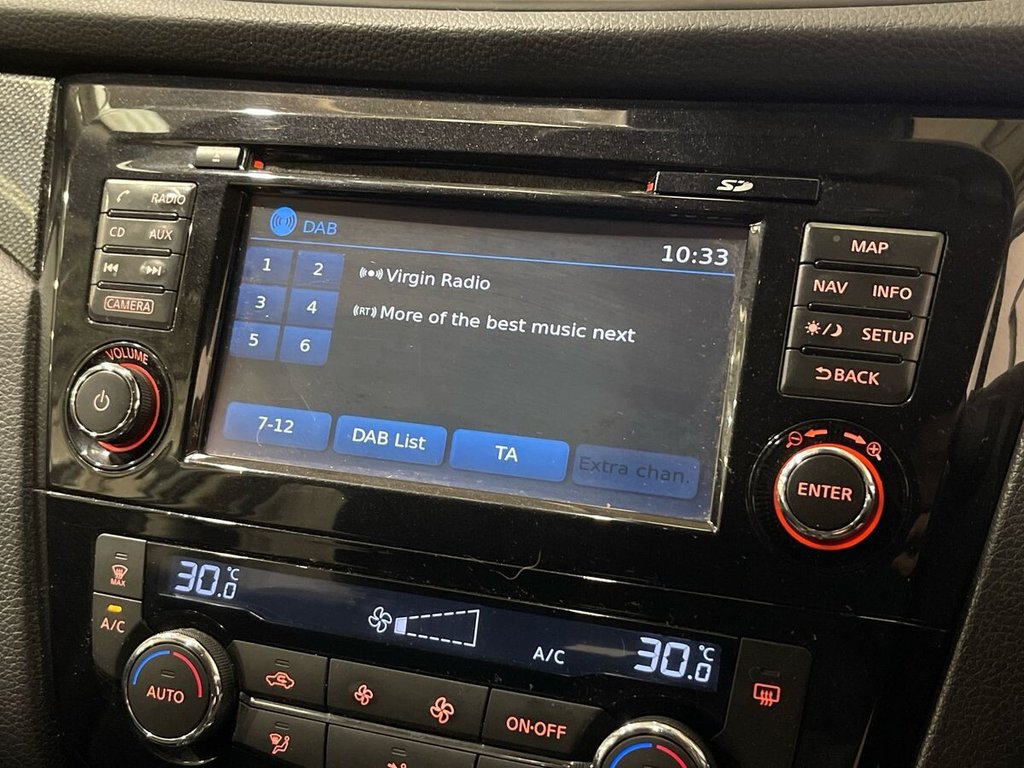 RADIO
CD AUX
CAMERA
VOLUME
SD
DAB
10:33
1 2
3 4
5 6
Virgin Radio
(RT) More of the best music next
7-12
DAB List
TA
Extra chan.
MAP
NAV INFO
SETUP
BACK
ENTER
MAX
A/C
30.0 °C
A/C
30.0 °C
AUTO
ON·OFF